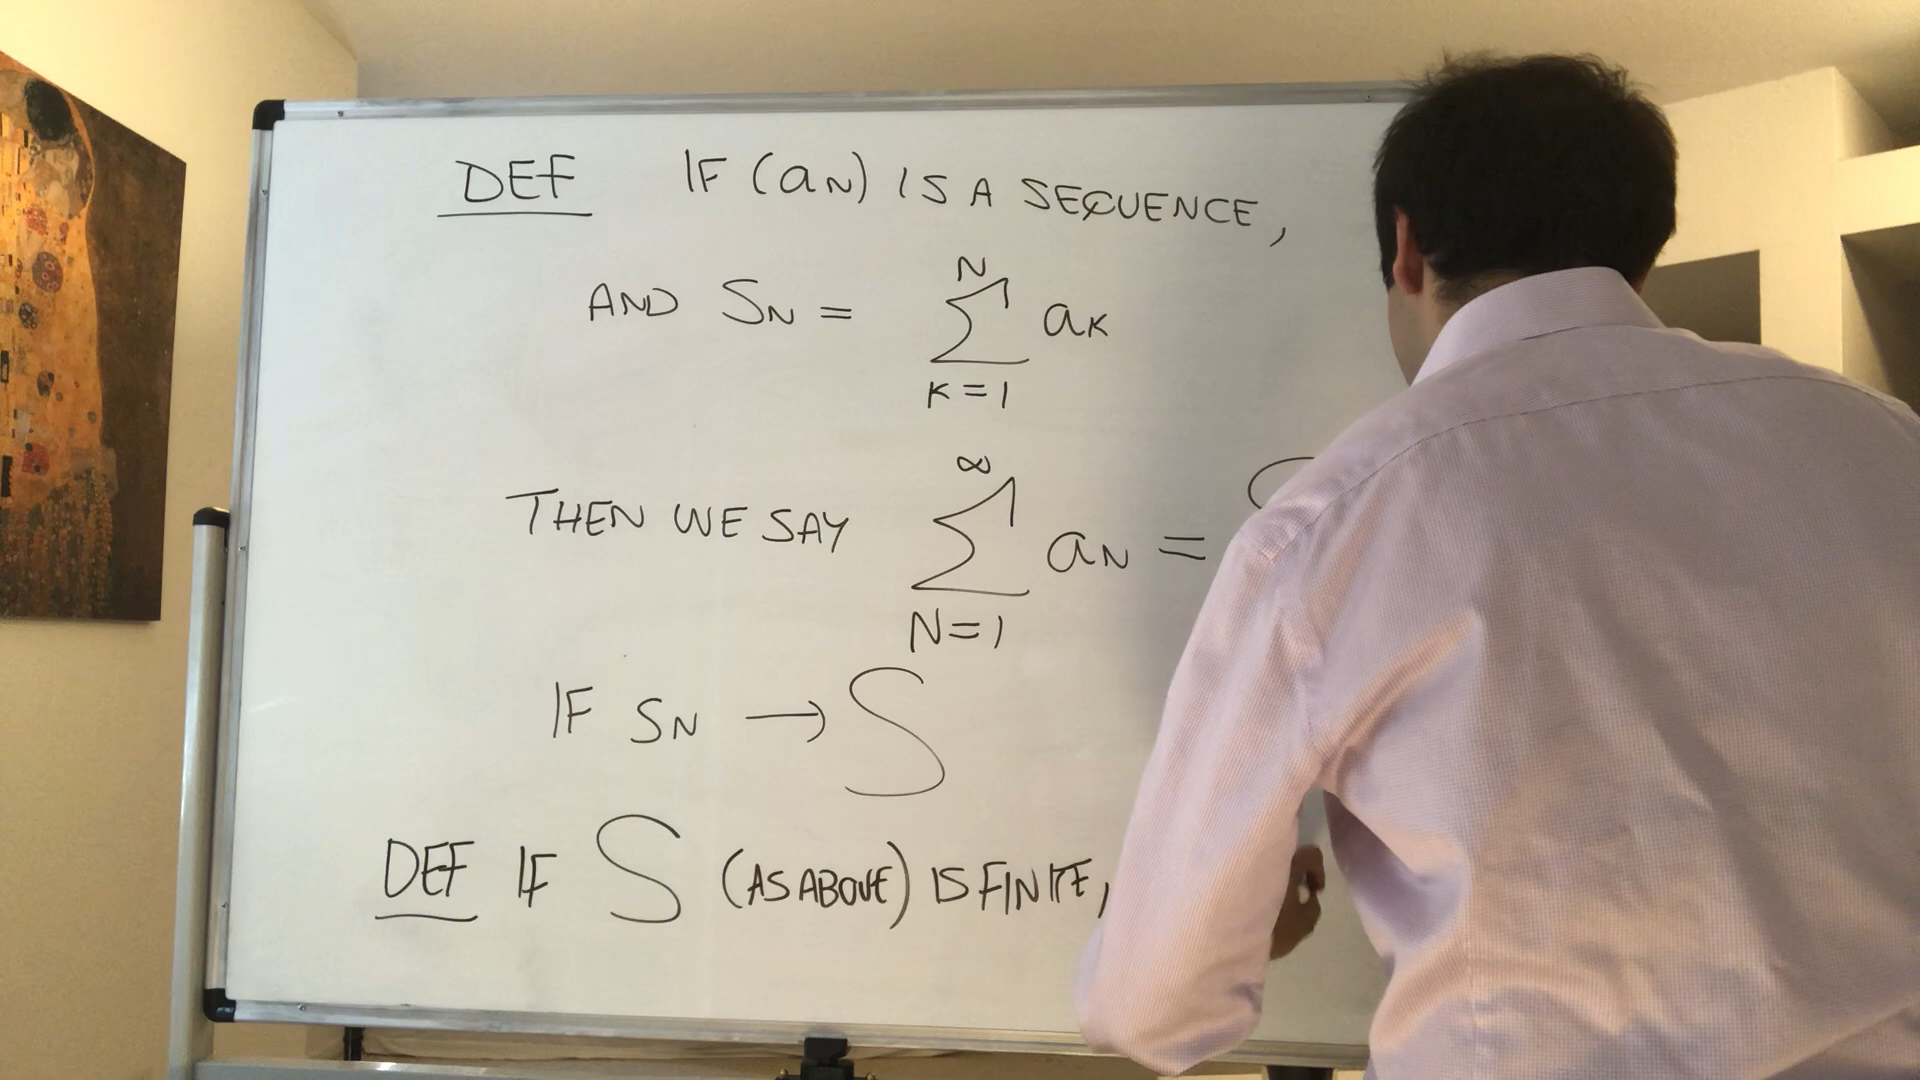 DEF IF (aN) IS A SEQUENCE,
AND SN = N∑K=1 aK
THEN WE SAY ∞∑N=1 aN =
IF SN → S
DEF IF S (AS ABOVE) IS FINITE,